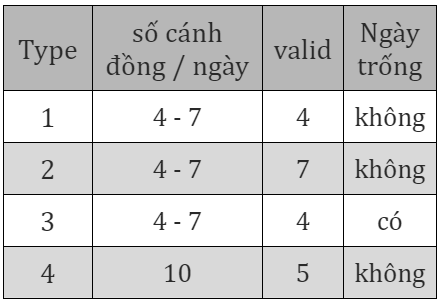 Type số cánh đồng / ngày valid Ngày trống
1 4 - 7 4 không
2 4 - 7 7 không
3 4 - 7 4 có
4 10 5 không